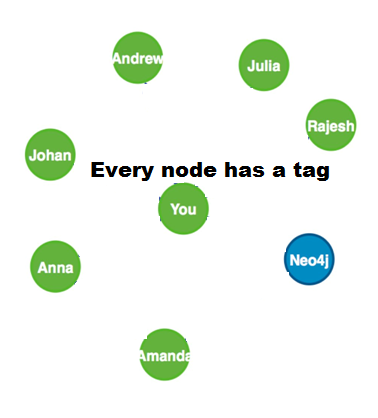 Andrew
Julia
Rajesh
Johan
Every node has a tag
You
Anna
Neo4j
Amanda